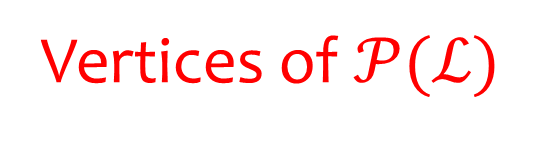 Vertices of 𝒫(ℒ)